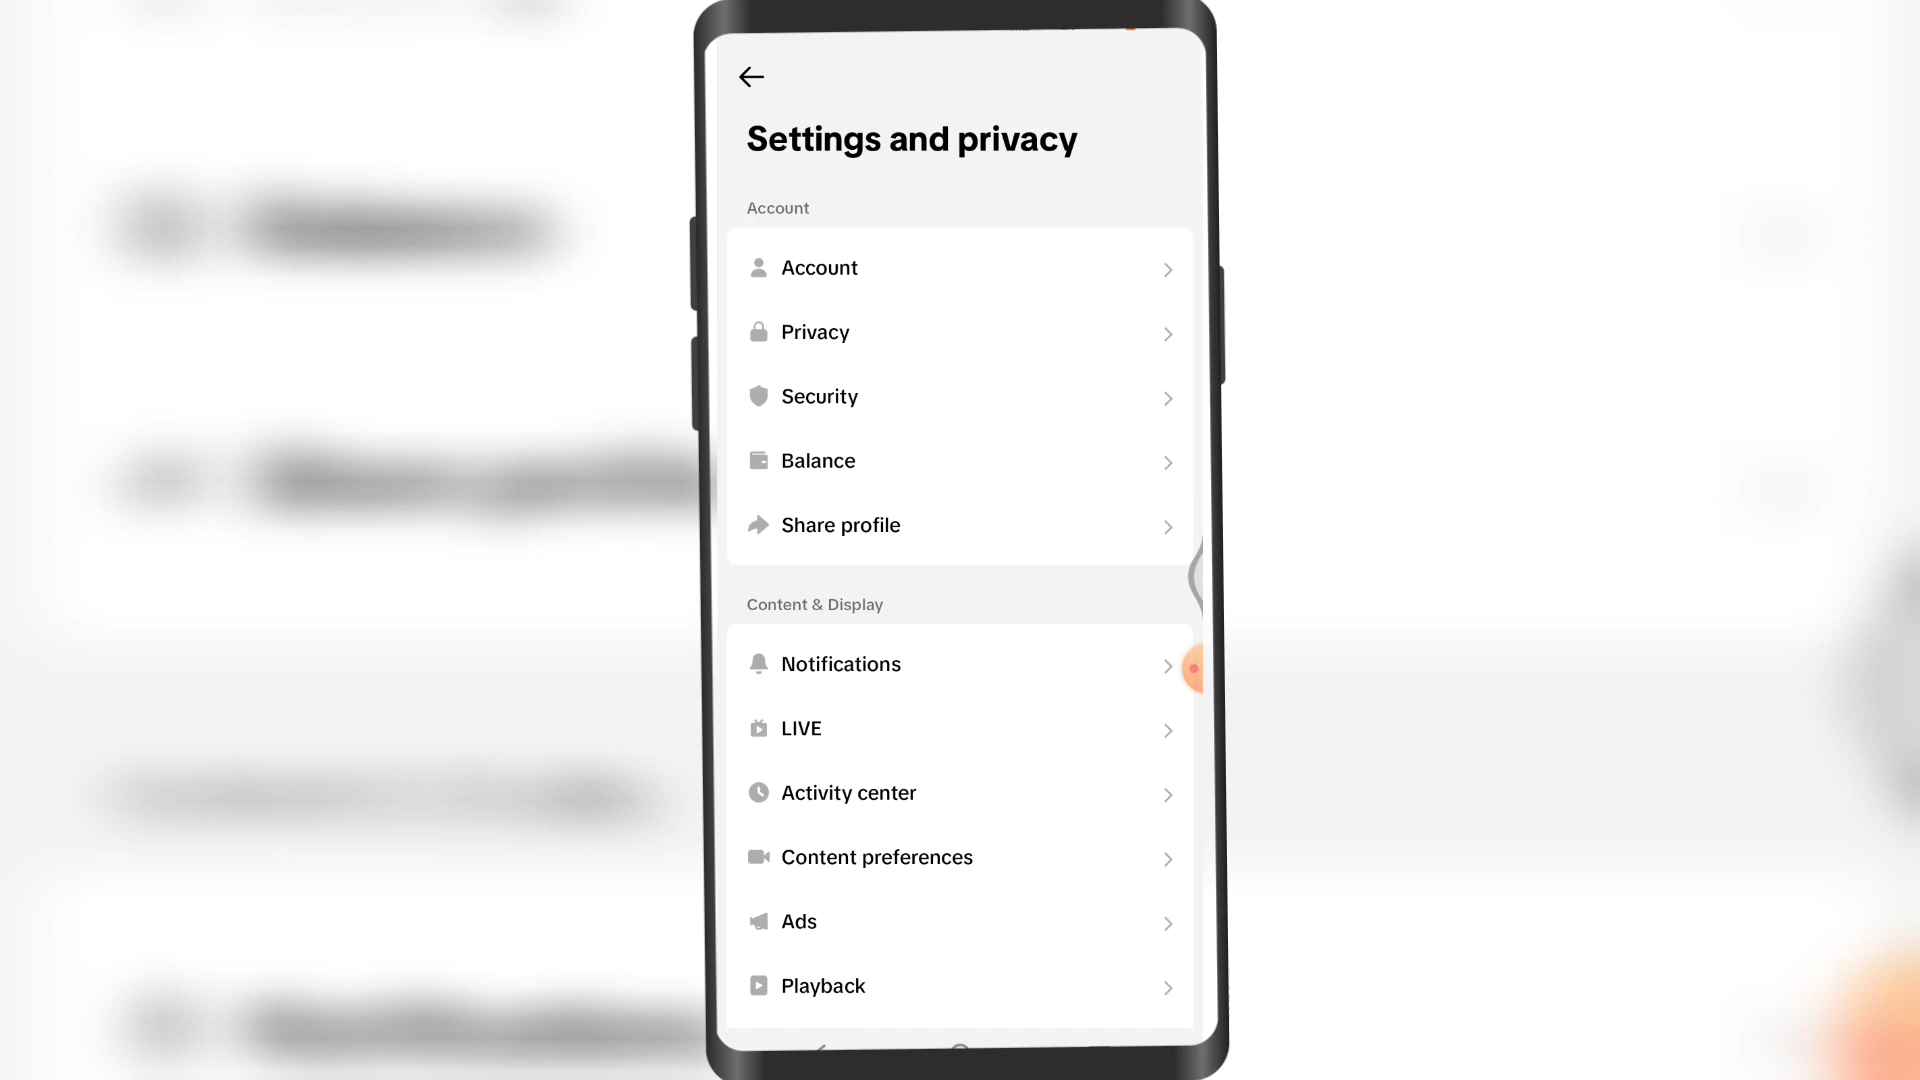 Settings and privacy
Account
Account
Privacy
Security
Balance
Share profile
Content & Display
Notifications
LIVE
Activity center
Content preferences
Ads
Playback